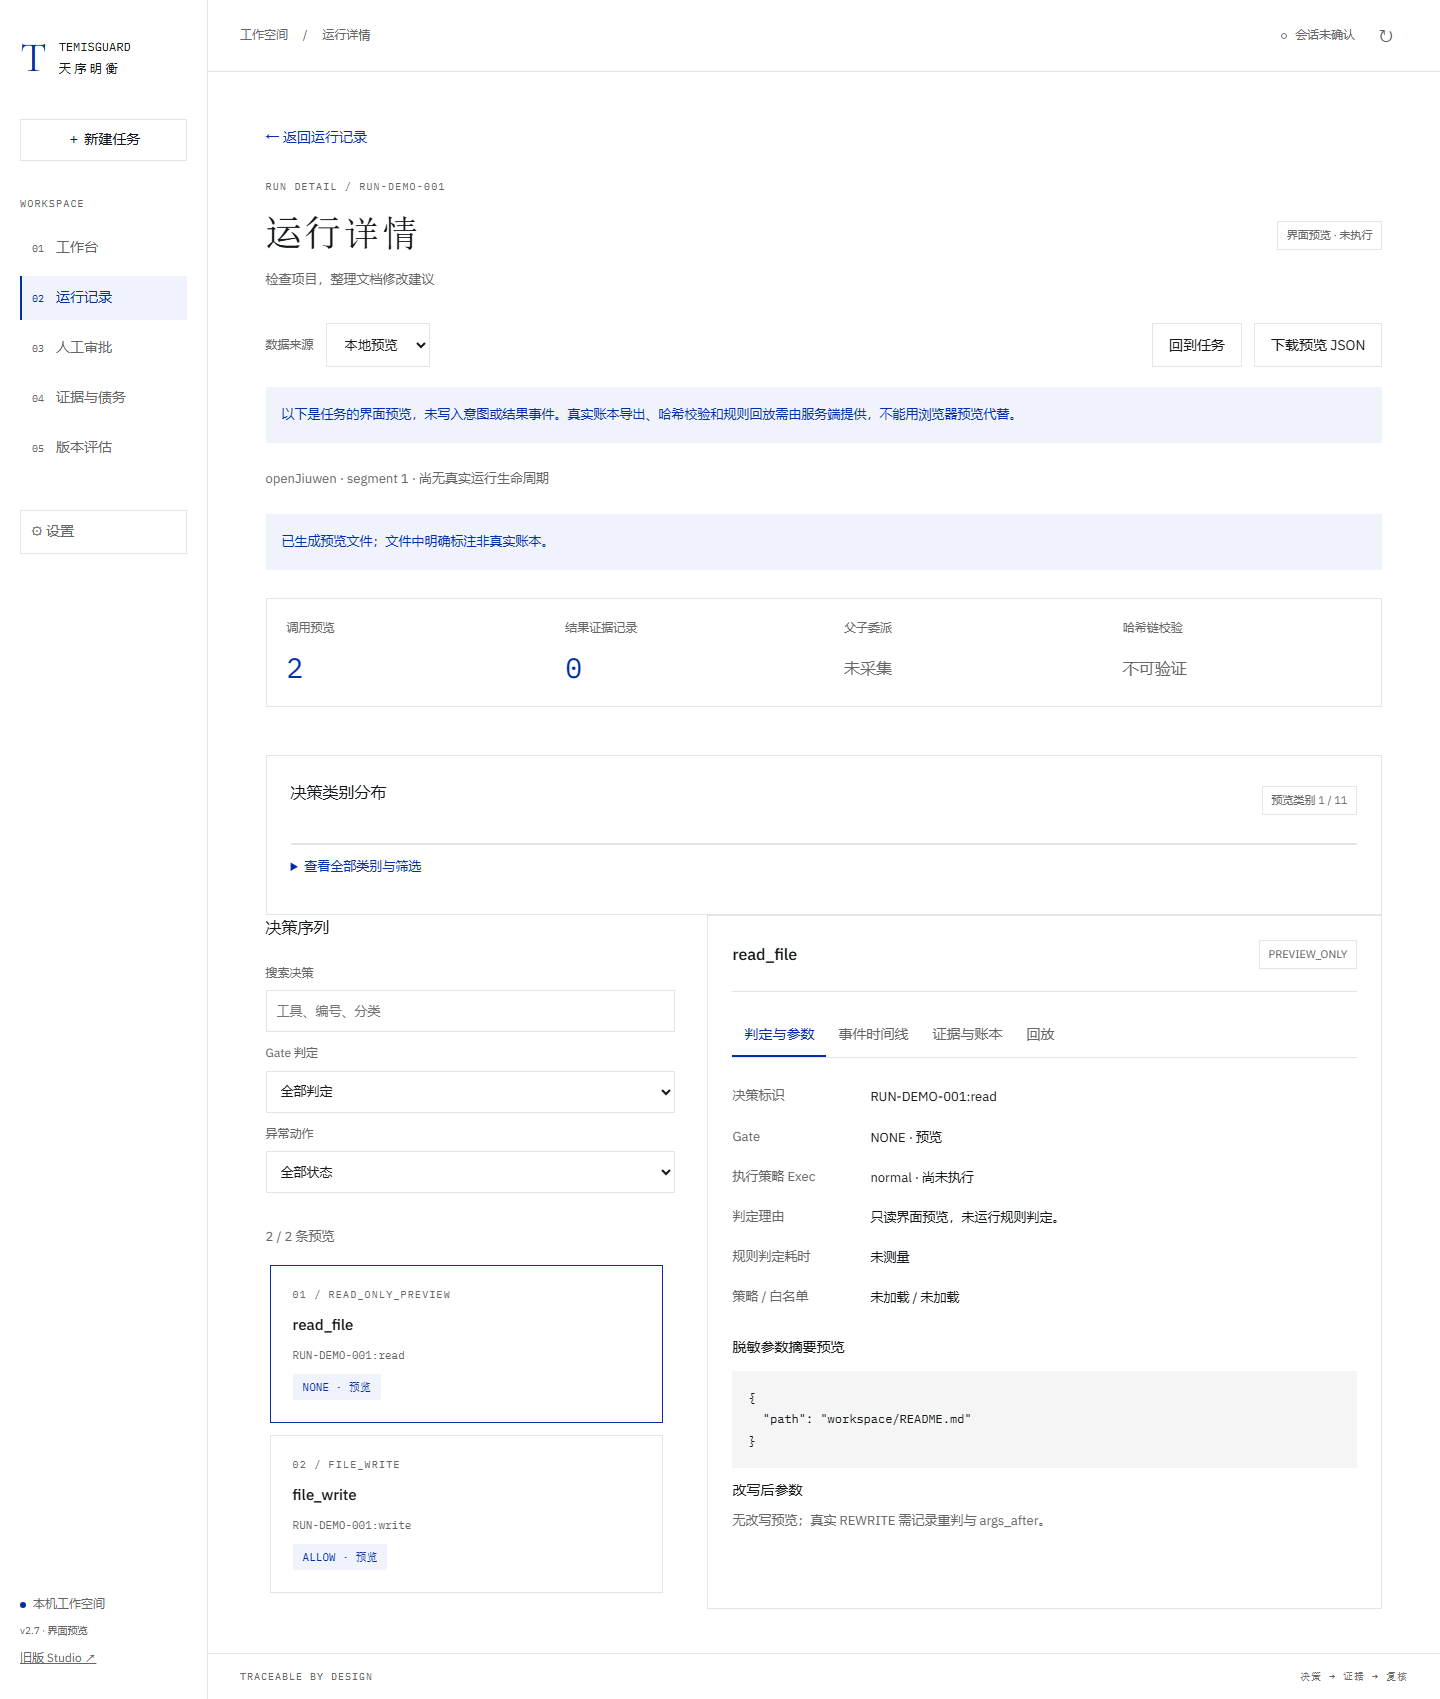 T
TEMISGUARD
天序明衡
+ 新建任务
WORKSPACE
01 工作台
02 运行记录
03 人工审批
04 证据与债务
05 版本评估
⚙ 设置
本机工作空间
v2.7 · 界面预览
旧版 Studio ↗
工作空间 / 运行详情
会话未确认 ↻
← 返回运行记录
RUN DETAIL / RUN-DEMO-001
运行详情
界面预览 · 未执行
检查项目，整理文档修改建议
数据来源 本地预览
回到任务 下载预览 JSON
以下是任务的界面预览，未写入意图或结果事件。真实账本导出、哈希校验和规则回放需由服务端提供，不能用浏览器预览代替。
openJiuwen · segment 1 · 尚无真实运行生命周期
已生成预览文件；文件中明确标注非真实账本。
调用预览 结果证据记录 父子委派 哈希链校验
2 0 未采集 不可验证
决策类别分布
预览类别 1 / 11
▶ 查看全部类别与筛选
决策序列
搜索决策
工具、编号、分类
Gate 判定
全部判定
异常动作
全部状态
2 / 2 条预览
01 / READ_ONLY_PREVIEW
read_file
RUN-DEMO-001:read
NONE · 预览
02 / FILE_WRITE
file_write
RUN-DEMO-001:write
ALLOW · 预览
read_file
PREVIEW_ONLY
判定与参数 事件时间线 证据与账本 回放
决策标识 RUN-DEMO-001:read
Gate NONE · 预览
执行策略 Exec normal · 尚未执行
判定理由 只读界面预览，未运行规则判定。
规则判定耗时 未测量
策略 / 白名单 未加载 / 未加载
脱敏参数摘要预览
{
"path": "workspace/README.md"
}
改写后参数
无改写预览；真实 REWRITE 需记录重判与 args_after。
TRACEABLE BY DESIGN
决策 → 证据 → 复核